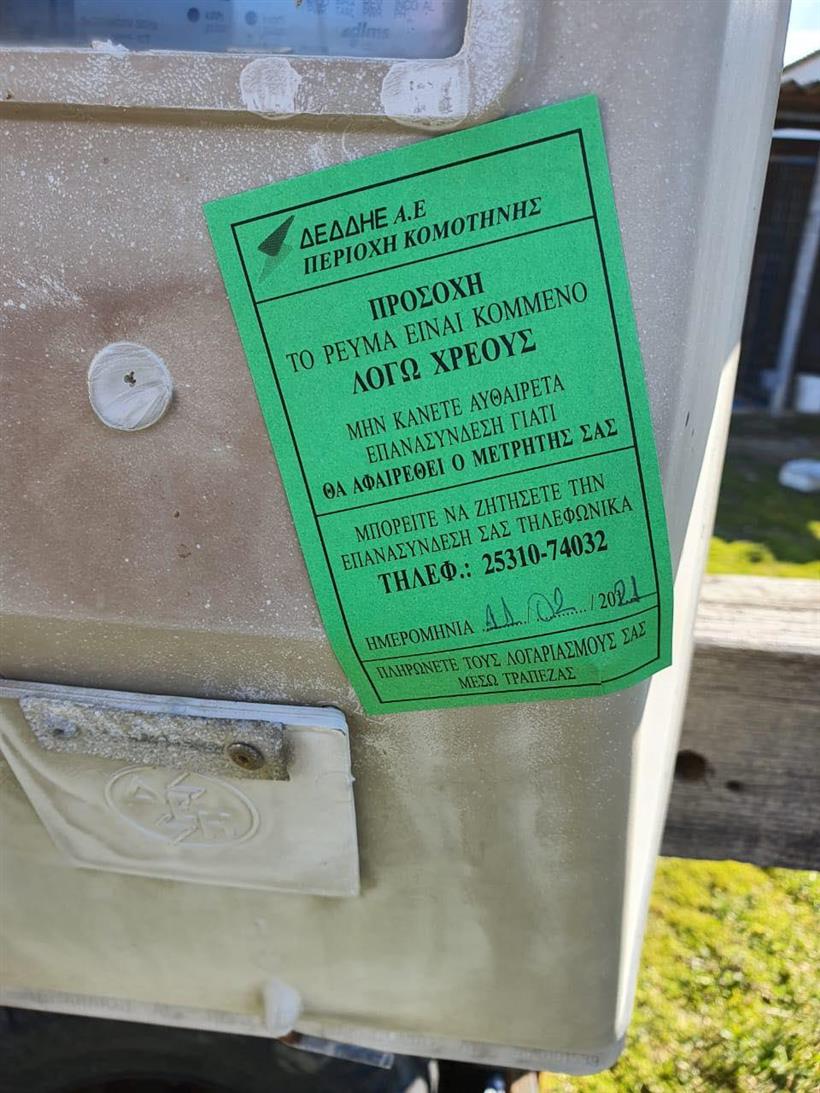 ΔΕΔΔΗΕ Α.Ε
ΠΕΡΙΟΧΗ ΚΟΜΟΤΗΝΗΣ
ΠΡΟΣΟΧΗ
ΤΟ ΡΕΥΜΑ ΕΙΝΑΙ ΚΟΜΜΕΝΟ
ΛΟΓΩ ΧΡΕΟΥΣ
ΜΗΝ ΚΑΝΕΤΕ ΑΥΘΑΙΡΕΤΑ
ΕΠΑΝΑΣΥΝΔΕΣΗ ΓΙΑΤΙ
ΘΑ ΑΦΑΙΡΕΘΕΙ Ο ΜΕΤΡΗΤΗΣ ΣΑΣ
ΜΠΟΡΕΙΤΕ ΝΑ ΖΗΤΗΣΕΤΕ ΤΗΝ
ΕΠΑΝΑΣΥΝΔΕΣΗ ΣΑΣ ΤΗΛΕΦΩΝΙΚΑ
ΤΗΛΕΦ.: 25310-74032
ΗΜΕΡΟΜΗΝΙΑ
ΠΛΗΡΩΝΕΤΕ ΤΟΥΣ ΛΟΓΑΡΙΑΣΜΟΥΣ ΣΑΣ
ΜΕΣΩ ΤΡΑΠΕΖΑΣ